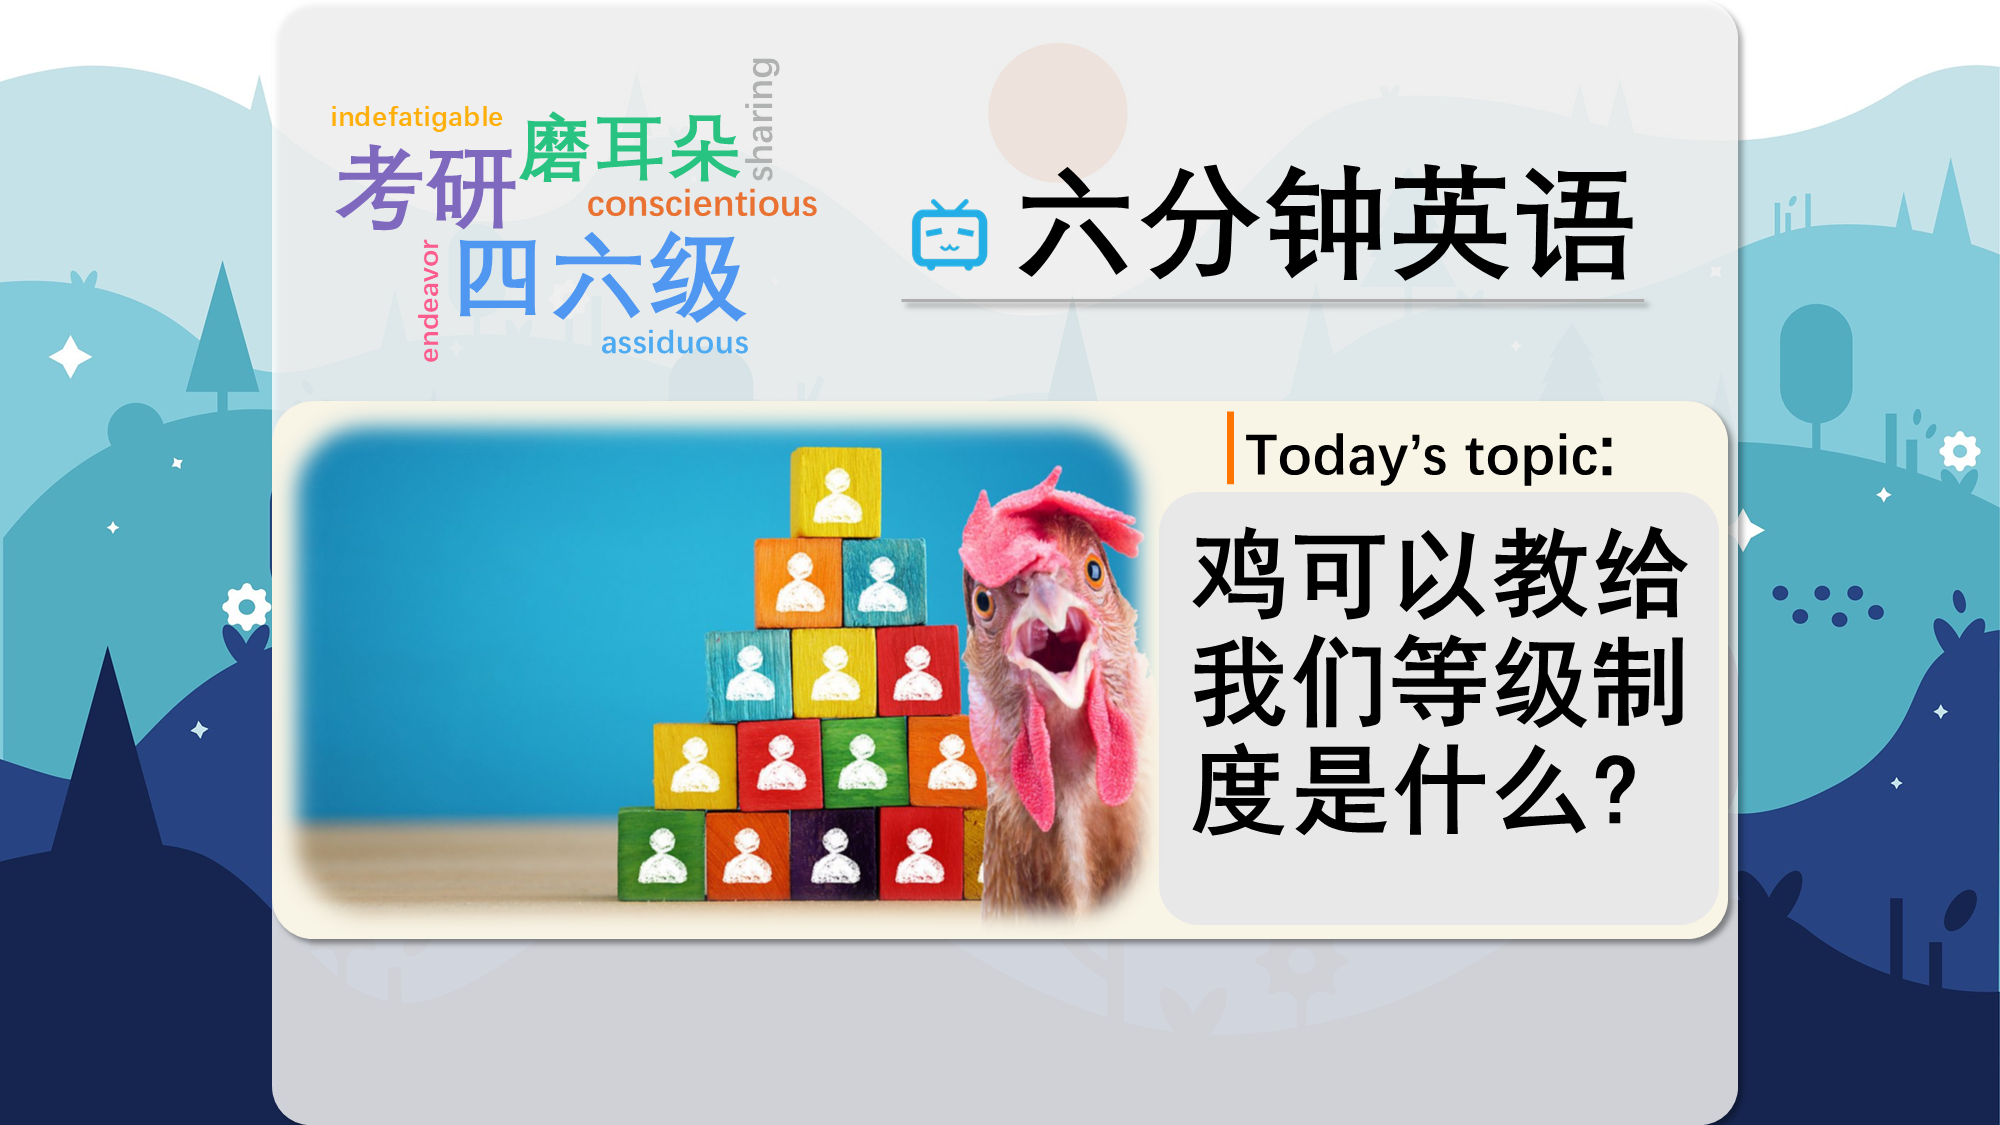 indefatigable
考研
磨耳朵
sharing
conscientious
endeavor
四六级
assiduous
六分钟英语
Today’s topic:
鸡可以教给
我们等级制
度是什么?